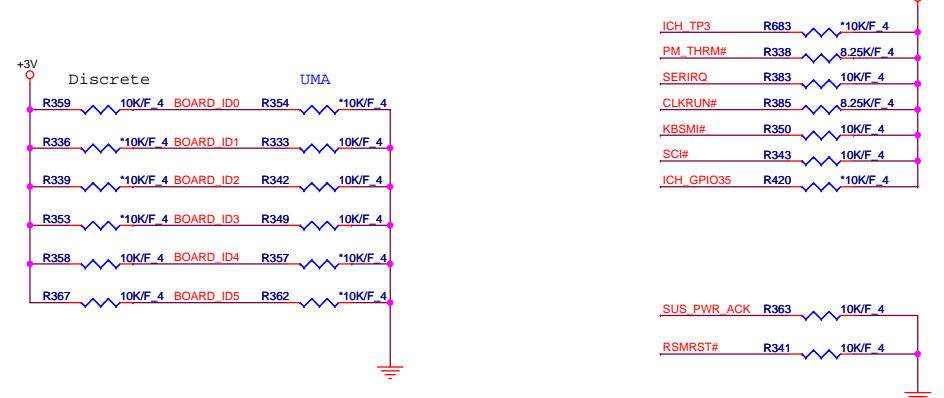 +3V
Discrete UMA
R359 10K/F_4 BOARD_ID0 R354 *10K/F_4
R336 *10K/F_4 BOARD_ID1 R333 10K/F_4
R339 *10K/F_4 BOARD_ID2 R342 10K/F_4
R353 *10K/F_4 BOARD_ID3 R349 10K/F_4
R358 10K/F_4 BOARD_ID4 R357 *10K/F_4
R367 10K/F_4 BOARD_ID5 R362 *10K/F_4
ICH_TP3 R683 *10K/F_4
PM_THRM# R338 8.25K/F_4
SERIRQ R383 10K/F_4
CLKRUN# R385 8.25K/F_4
KBSMI# R350 10K/F_4
SCI# R343 10K/F_4
ICH_GPIO35 R420 *10K/F_4
SUS_PWR_ACK R363 10K/F_4
RSMRST# R341 10K/F_4